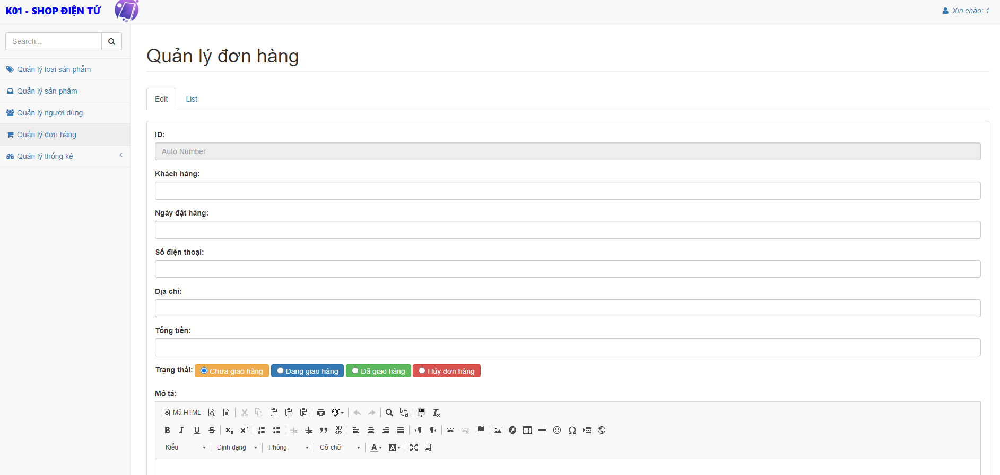 K01 - SHOP ĐIỆN TỬ
Xin chào: 1
Search...
Quản lý loại sản phẩm
Quản lý sản phẩm
Quản lý người dùng
Quản lý đơn hàng
Quản lý thống kê
Quản lý đơn hàng
Edit List
ID:
Auto Number
Khách hàng:
Ngày đặt hàng:
Số điện thoại:
Địa chỉ:
Tổng tiền:
Trạng thái: Chưa giao hàng Đang giao hàng Đã giao hàng Hủy đơn hàng
Mô tả:
Mã HTML
Kiểu Định dạng Phông Cỡ chữ